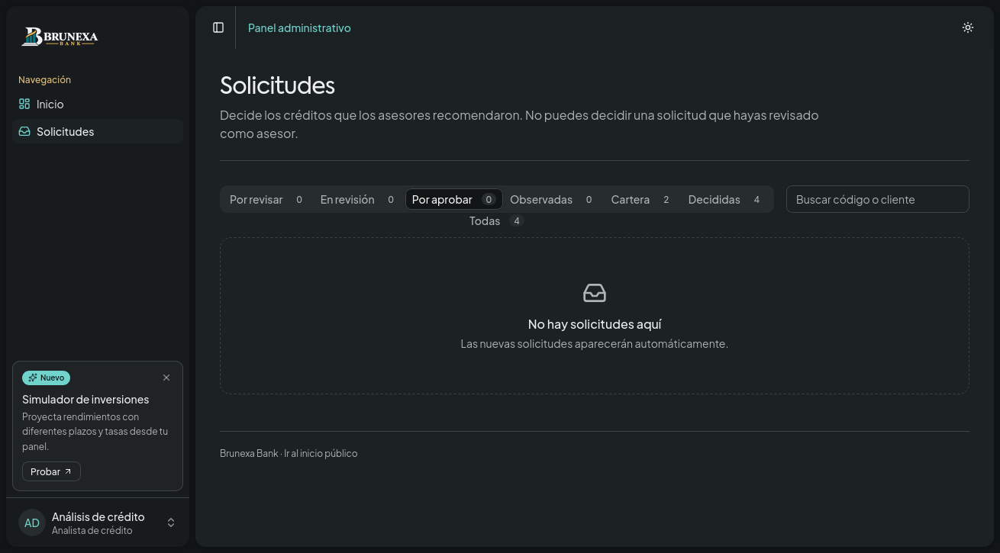 BRUNEXA
BANK
Navegación
Inicio
Solicitudes
Nuevo
Simulador de inversiones
Proyecta rendimientos con
diferentes plazos y tasas desde tu
panel.
Probar
AD
Análisis de crédito
Analista de crédito
Panel administrativo
Solicitudes
Decide los créditos que los asesores recomendaron. No puedes decidir una solicitud que hayas revisado
como asesor.
Por revisar 0 En revisión 0 Por aprobar 0 Observadas 0 Cartera 2 Decididas 4 Buscar código o cliente
Todas 4
No hay solicitudes aquí
Las nuevas solicitudes aparecerán automáticamente.
Brunexa Bank · Ir al inicio público